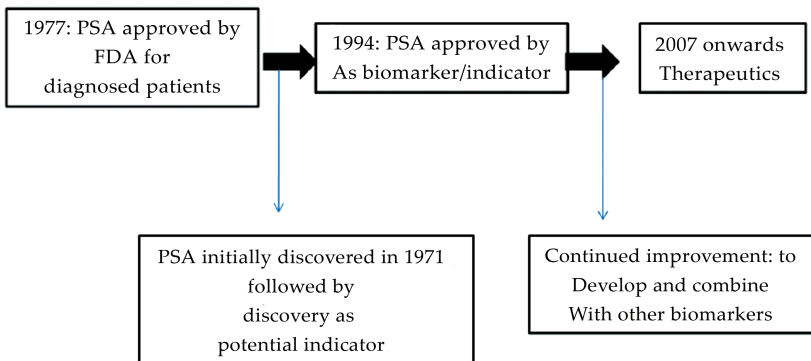 1977: PSA approved by
FDA for
diagnosed patients
1994: PSA approved by
As biomarker/indicator
2007 onwards
Therapeutics
PSA initially discovered in 1971
followed by
discovery as
potential indicator
Continued improvement: to
Develop and combine
With other biomarkers